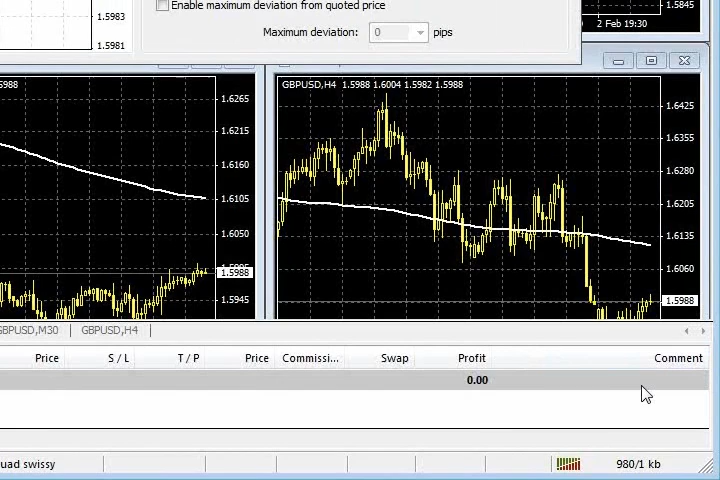 1.5983
1.5981
Enable maximum deviation from quoted price
Maximum deviation: 0 pips
1.5845
2 Feb 19:30
5988
1.6265
1.6215
1.6160
1.6105
1.6050
1.5988
1.5945
GBPUSD,H4 1.5988 1.6004 1.5982 1.5988
1.6425
1.6355
1.6280
1.6205
1.6135
1.6060
1.5988
GBPUSD,M30 | GBPUSD,H4 |
Price S / L T / P Price Commissi... Swap Profit Comment
0.00
uad swissy
980/1 kb